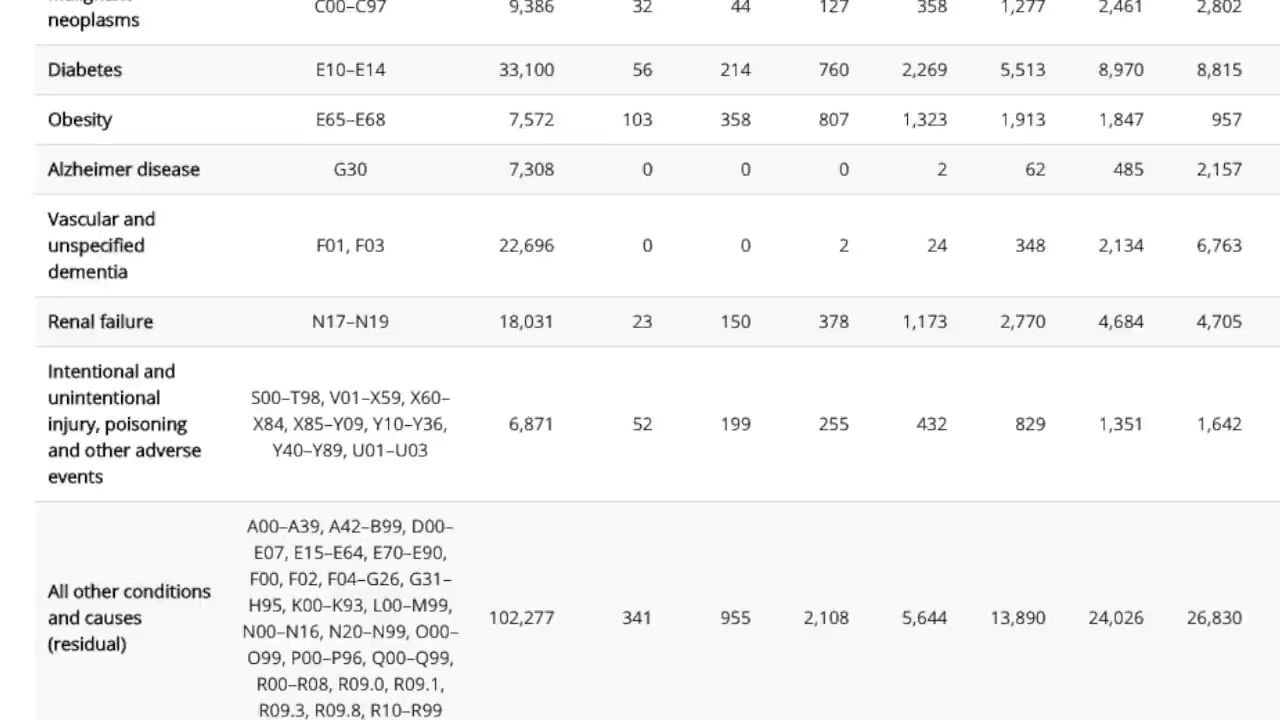 neoplasms C00–C97 9,386 32 44 127 358 1,277 2,461 2,802
Diabetes E10–E14 33,100 56 214 760 2,269 5,513 8,970 8,815
Obesity E65–E68 7,572 103 358 807 1,323 1,913 1,847 957
Alzheimer disease G30 7,308 0 0 0 2 62 485 2,157
Vascular and
unspecified F01, F03 22,696 0 0 2 24 348 2,134 6,763
dementia
Renal failure N17–N19 18,031 23 150 378 1,173 2,770 4,684 4,705
Intentional and
unintentional S00–T98, V01–X59, X60–
injury, poisoning X84, X85–Y09, Y10–Y36, 6,871 52 199 255 432 829 1,351 1,642
and other adverse Y40–Y89, U01–U03
events
A00–A39, A42–B99, D00–
E07, E15–E64, E70–E90,
F00, F02, F04–G26, G31–
All other conditions H95, K00–K93, L00–M99,
and causes N00–N16, N20–N99, O00– 102,277 341 955 2,108 5,644 13,890 24,026 26,830
(residual) O99, P00–P96, Q00–Q99,
R00–R08, R09.0, R09.1,
R09.3, R09.8, R10–R99